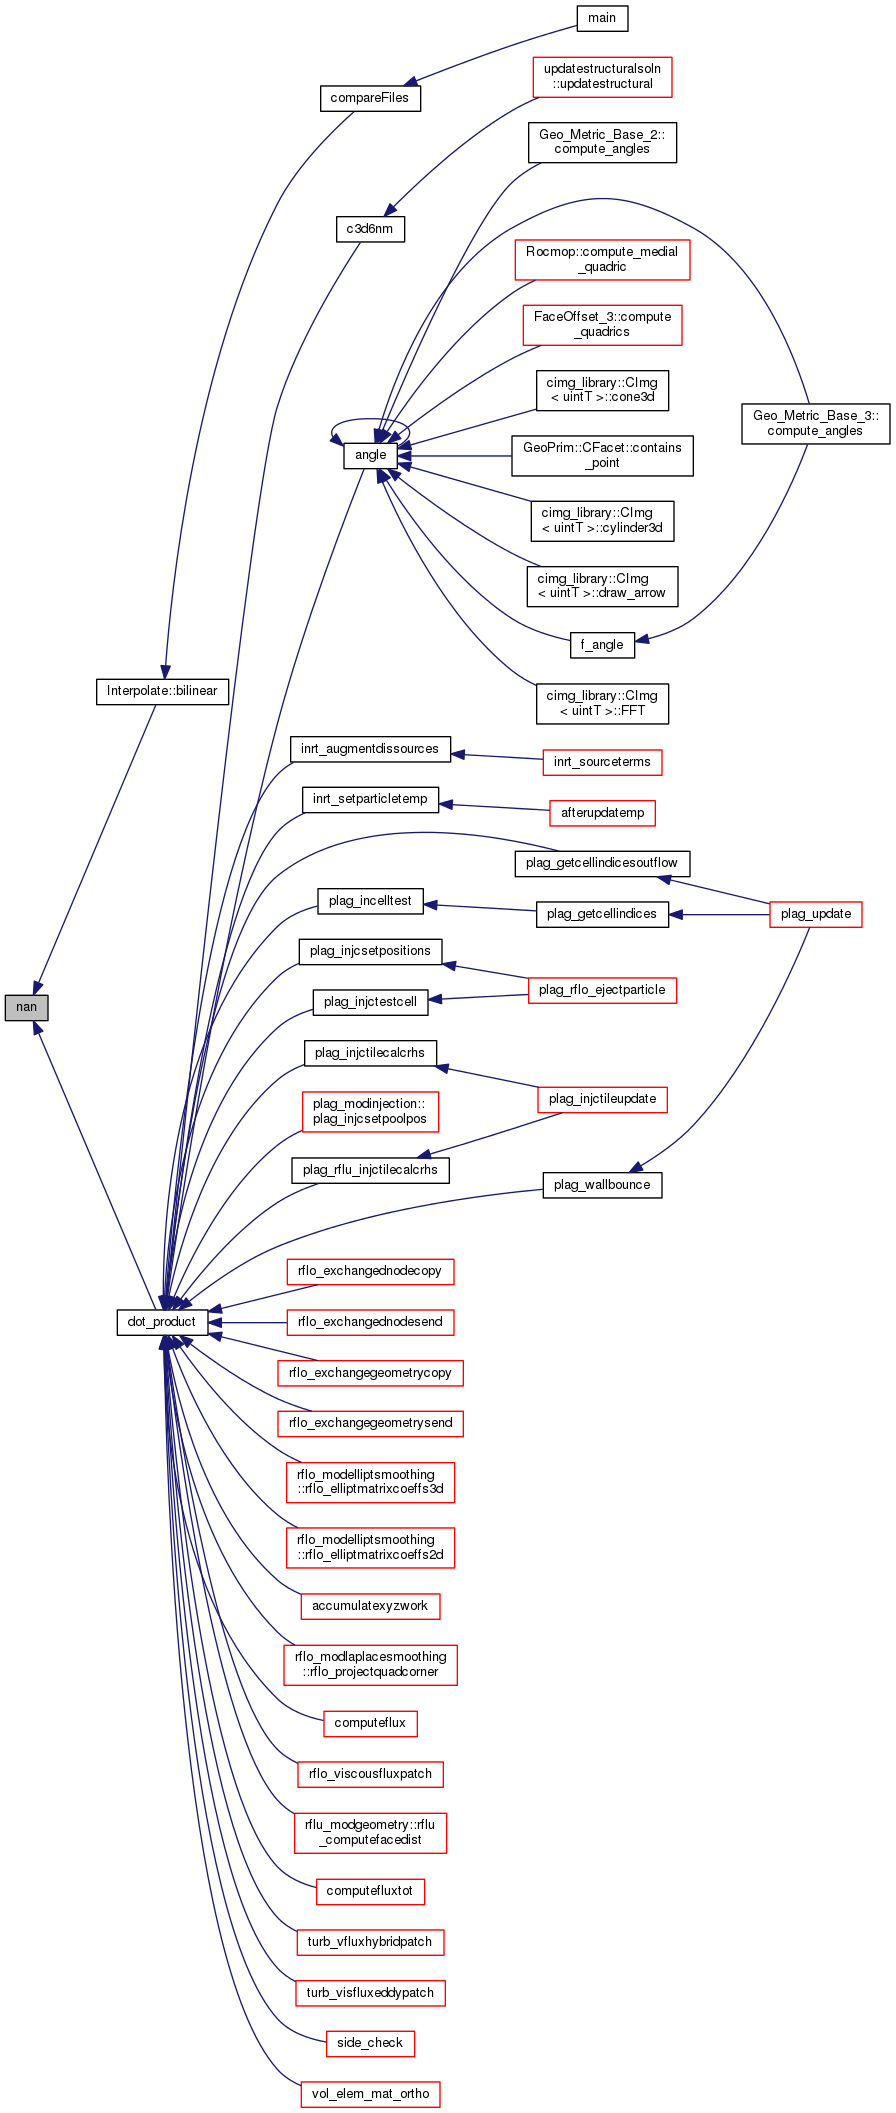 main
compareFiles
updatestructuralsoln
::updatestructural
Geo_Metric_Base_2::
compute_angles
c3d6nm
Rocmop::compute_medial
_quadric
FaceOffset_3::compute
_quadrics
cimg_library::CImg
< uintT >::cone3d
Geo_Metric_Base_3::
compute_angles
angle
GeoPrim::CFacet::contains
_point
cimg_library::CImg
< uintT >::cylinder3d
cimg_library::CImg
< uintT >::draw_arrow
f_angle
Interpolate::bilinear
cimg_library::CImg
< uintT >::FFT
inrt_augmentdissources
inrt_sourceterms
inrt_setparticletemp
afterupdatemp
plag_getcellindicesoutflow
plag_incelltest
plag_getcellindices
plag_update
plag_injcsetpositions
plag_rflo_ejectparticle
plag_injctestcell
nan
plag_injctilecalcrhs
plag_injctileupdate
plag_modinjection::
plag_injcsetpoolpos
plag_rflu_injctilecalcrhs
plag_wallbounce
rflo_exchangednodecopy
dot_product
rflo_exchangednodesend
rflo_exchangegeometrycopy
rflo_exchangegeometrysend
rflo_modelliptsmoothing
::rflo_elliptmatrixcoeffs3d
rflo_modelliptsmoothing
::rflo_elliptmatrixcoeffs2d
accumulatexyzwork
rflo_modlaplacesmoothing
::rflo_projectquadcorner
computeflux
rflo_viscousfluxpatch
rflu_modgeometry::rflu
_computefacedist
computefluxtot
turb_vfluxhybridpatch
turb_visfluxeddypatch
side_check
vol_elem_mat_ortho